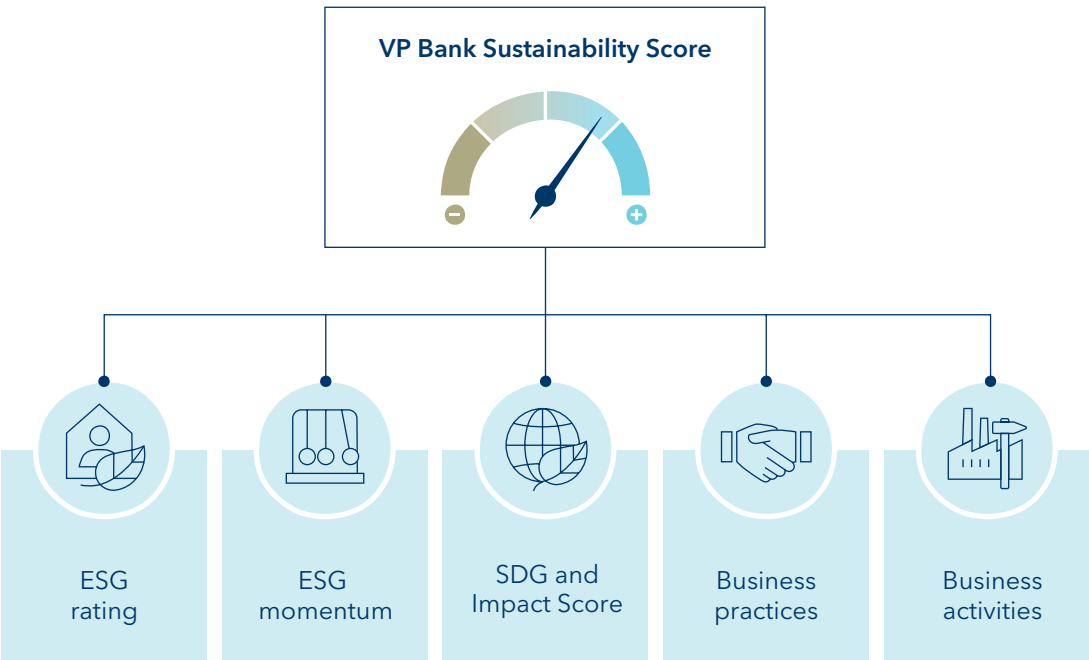 VP Bank Sustainability Score
ESG
rating
ESG
momentum
SDG and
Impact Score
Business
practices
Business
activities